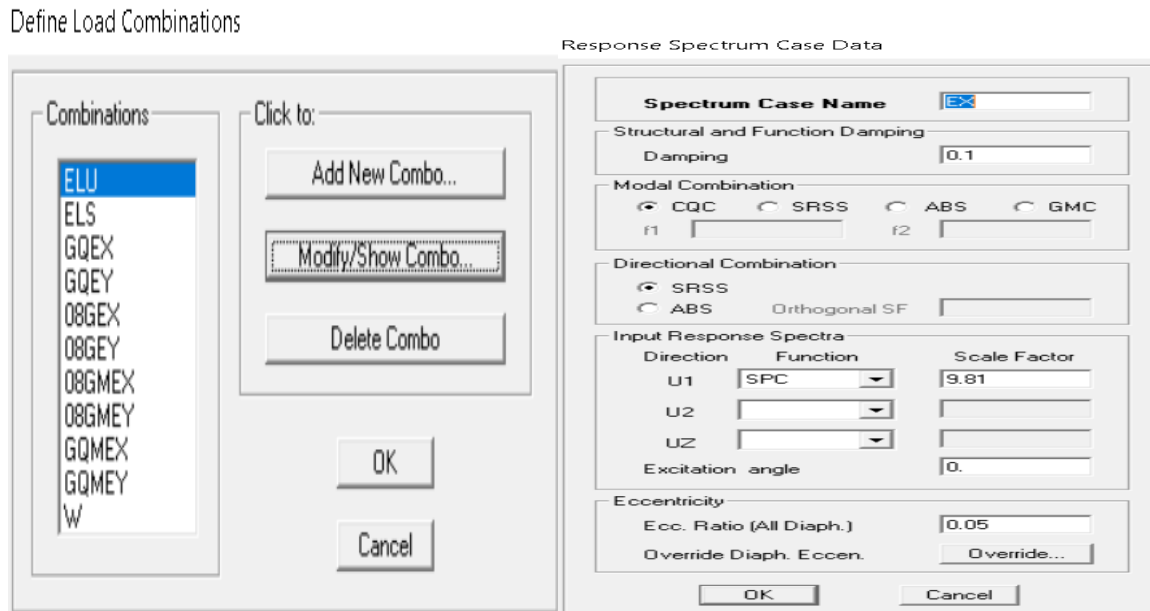 Define Load Combinations
Combinations
ELU
ELS
GQEX
GQEY
08GEX
08GEY
08GMEX
08GMEY
GQMEX
GQMEY
W
Click to:
Add New Combo...
Modify/Show Combo...
Delete Combo
OK
Cancel
Response Spectrum Case Data
Spectrum Case Name EX
Structural and Function Damping
Damping 0.1
Modal Combination
CQC SRSS ABS GMC
f1 f2
Directional Combination
SRSS
ABS Orthogonal SF
Input Response Spectra
Direction Function Scale Factor
U1 SPC 9.81
U2
UZ
Excitation angle 0.
Eccentricity
Ecc. Ratio (All Diaph.) 0.05
Override Diaph. Eccen. Override...
OK Cancel